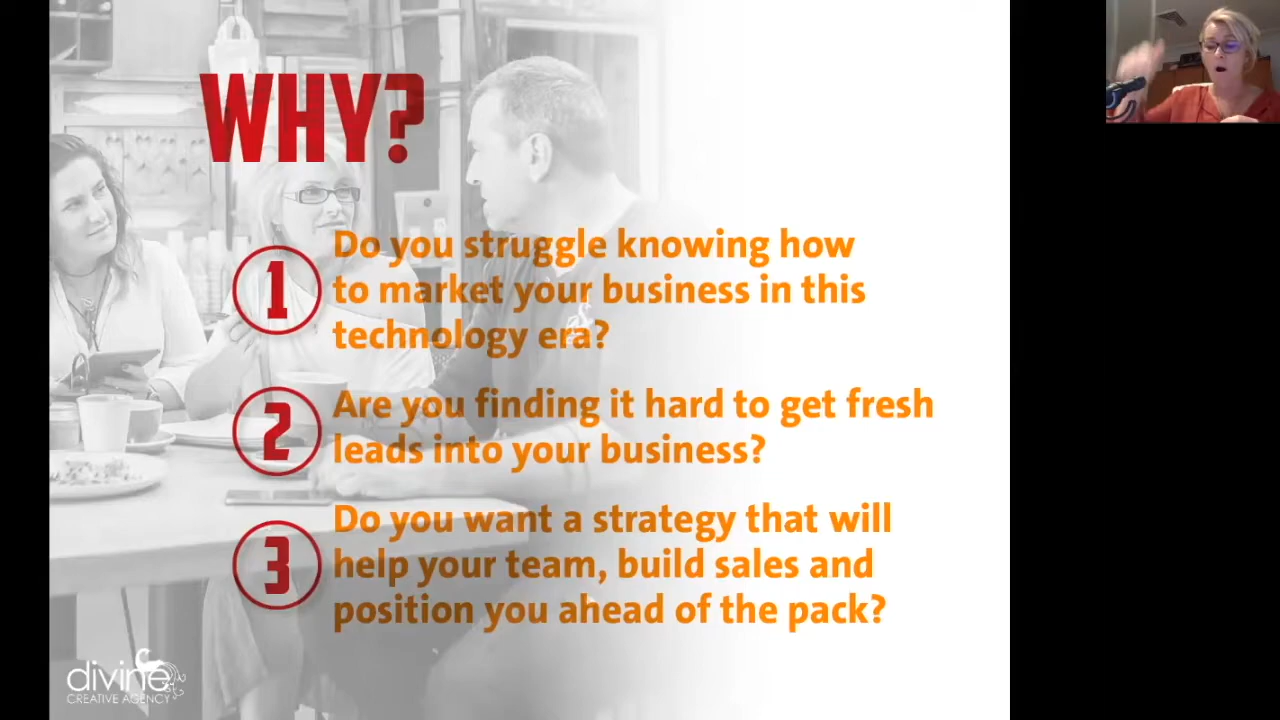 WHY?
1
Do you struggle knowing how
to market your business in this
technology era?
2
Are you finding it hard to get fresh
leads into your business?
3
Do you want a strategy that will
help your team, build sales and
position you ahead of the pack?
divine
CREATIVE AGENCY